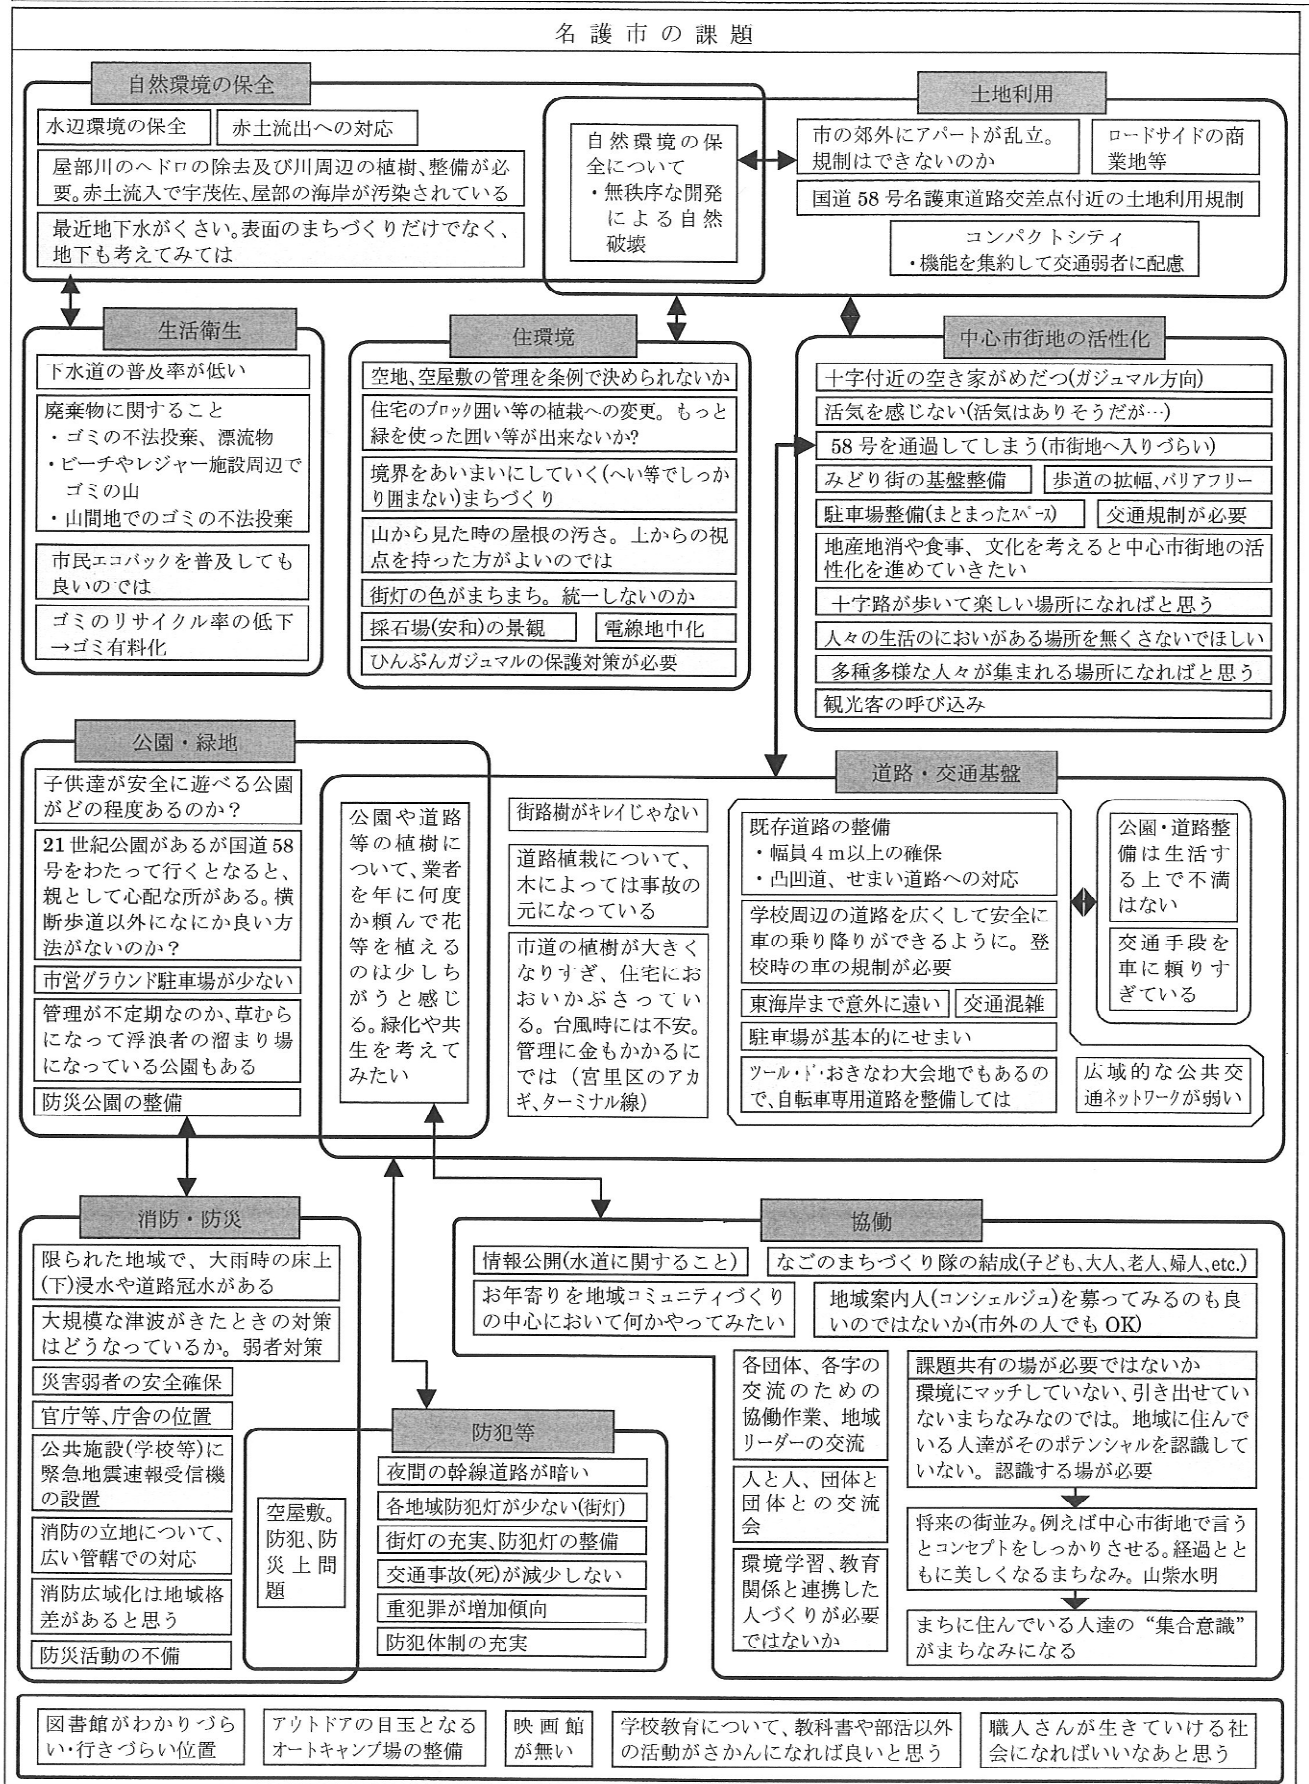 名護市の課題
自然環境の保全
水辺環境の保全
赤土流出への対応
屋部川のヘドロの除去及び川周辺の植樹、整備が必
要。赤土流入で宇茂佐、屋部の海岸が汚染されている
最近地下水がくさい。表面のまちづくりだけでなく、
地下も考えてみては
自然環境の保
全について
・無秩序な開発
による自然
破壊
土地利用
市の郊外にアパートが乱立。
規制はできないのか
ロードサイドの商
業地等
国道 58 号名護東道路交差点付近の土地利用規制
コンパクトシティ
・機能を集約して交通弱者に配慮
生活衛生
下水道の普及率が低い
廃棄物に関すること
・ゴミの不法投棄、漂流物
・ビーチやレジャー施設周辺で
ゴミの山
・山間地でのゴミの不法投棄
市民エコバックを普及しても
良いのでは
ゴミのリサイクル率の低下
→ゴミ有料化
住環境
空地、空屋敷の管理を条例で決められないか
住宅のブロック囲い等の植栽への変更。もっと
緑を使った囲い等が出来ないか?
境界をあいまいにしていく(へい等でしっか
り囲まない)まちづくり
山から見た時の屋根の汚さ。上からの視
点を持った方がよいのでは
街灯の色がまちまち。統一しないのか
採石場(安和)の景観
電線地中化
ひんぷんガジュマルの保護対策が必要
中心市街地の活性化
十字付近の空き家がめだつ(ガジュマル方向)
活気を感じない(活気はありそうだが…)
58 号を通過してしまう(市街地へ入りづらい)
みどり街の基盤整備
歩道の拡幅、バリアフリー
駐車場整備(まとまったスペース)
交通規制が必要
地産地消や食事、文化を考えると中心市街地の活
性化を進めていきたい
十字路が歩いて楽しい場所になればと思う
人々の生活のにおいがある場所を無くさないでほしい
多種多様な人々が集まれる場所になればと思う
観光客の呼び込み
公園・緑地
子供達が安全に遊べる公園
がどの程度あるのか？
21 世紀公園があるが国道 58
号をわたって行くとなると、
親として心配な所がある。横
断歩道以外になにか良い方
法がないのか？
市営グラウンド駐車場が少ない
管理が不定期なのか、草むら
になって浮浪者の溜まり場
になっている公園もある
防災公園の整備
公園や道路
等の植樹に
ついて、業者
を年に何度
か頼んで花
等を植える
のは少しち
がうと感じ
る。緑化や共
生を考えて
みたい
道路・交通基盤
街路樹がキレイじゃない
道路植栽について、
木によっては事故の
元になっている
市道の植樹が大きく
なりすぎ、住宅にお
おいかぶさってい
る。台風時には不安。
管理に金もかかるに
では（宮里区のアカ
ギ、ターミナル線）
既存道路の整備
・幅員４ｍ以上の確保
・凸凹道、せまい道路への対応
学校周辺の道路を広くして安全に
車の乗り降りができるように。登
校時の車の規制が必要
東海岸まで意外に遠い
交通混雑
駐車場が基本的にせまい
ツール・ド・おきなわ大会地でもあるの
で、自転車専用道路を整備しては
公園・道路整
備は生活す
る上で不満
はない
交通手段を
車に頼りす
ぎている
広域的な公共交
通ネットワークが弱い
消防・防災
限られた地域で、大雨時の床上
(下)浸水や道路冠水がある
大規模な津波がきたときの対策
はどうなっているか。弱者対策
災害弱者の安全確保
官庁等、庁舎の位置
公共施設(学校等)に
緊急地震速報受信機
の設置
消防の立地について、
広い管轄での対応
消防広域化は地域格
差があると思う
防災活動の不備
空屋敷。
防犯、防
災上問
題
防犯等
夜間の幹線道路が暗い
各地域防犯灯が少ない(街灯)
街灯の充実、防犯灯の整備
交通事故(死)が減少しない
重犯罪が増加傾向
防犯体制の充実
協働
情報公開(水道に関すること)
なごのまちづくり隊の結成(子ども、大人、老人、婦人、etc.)
お年寄りを地域コミュニティづくり
の中心において何かやってみたい
地域案内人(コンシェルジュ)を募ってみるのも良
いのではないか(市外の人でも OK)
各団体、各字の
交流のための
協働作業、地域
リーダーの交流
人と人、団体と
団体との交流
会
環境学習、教育
関係と連携した
人づくりが必要
ではないか
課題共有の場が必要ではないか
環境にマッチしていない、引き出せてい
ないまちなみなのでは。地域に住んで
いる人達がそのポテンシャルを認識して
いない。認識する場が必要
将来の街並み。例えば中心市街地で言う
とコンセプトをしっかりさせる。経過とと
もに美しくなるまちなみ。山紫水明
まちに住んでいる人達の“集合意識”
がまちなみになる
図書館がわかりづら
い・行きづらい位置
アウトドアの目玉となる
オートキャンプ場の整備
映画館
が無い
学校教育について、教科書や部活以外
の活動がさかんになれば良いと思う
職人さんが生きていける社
会になればいいなあと思う